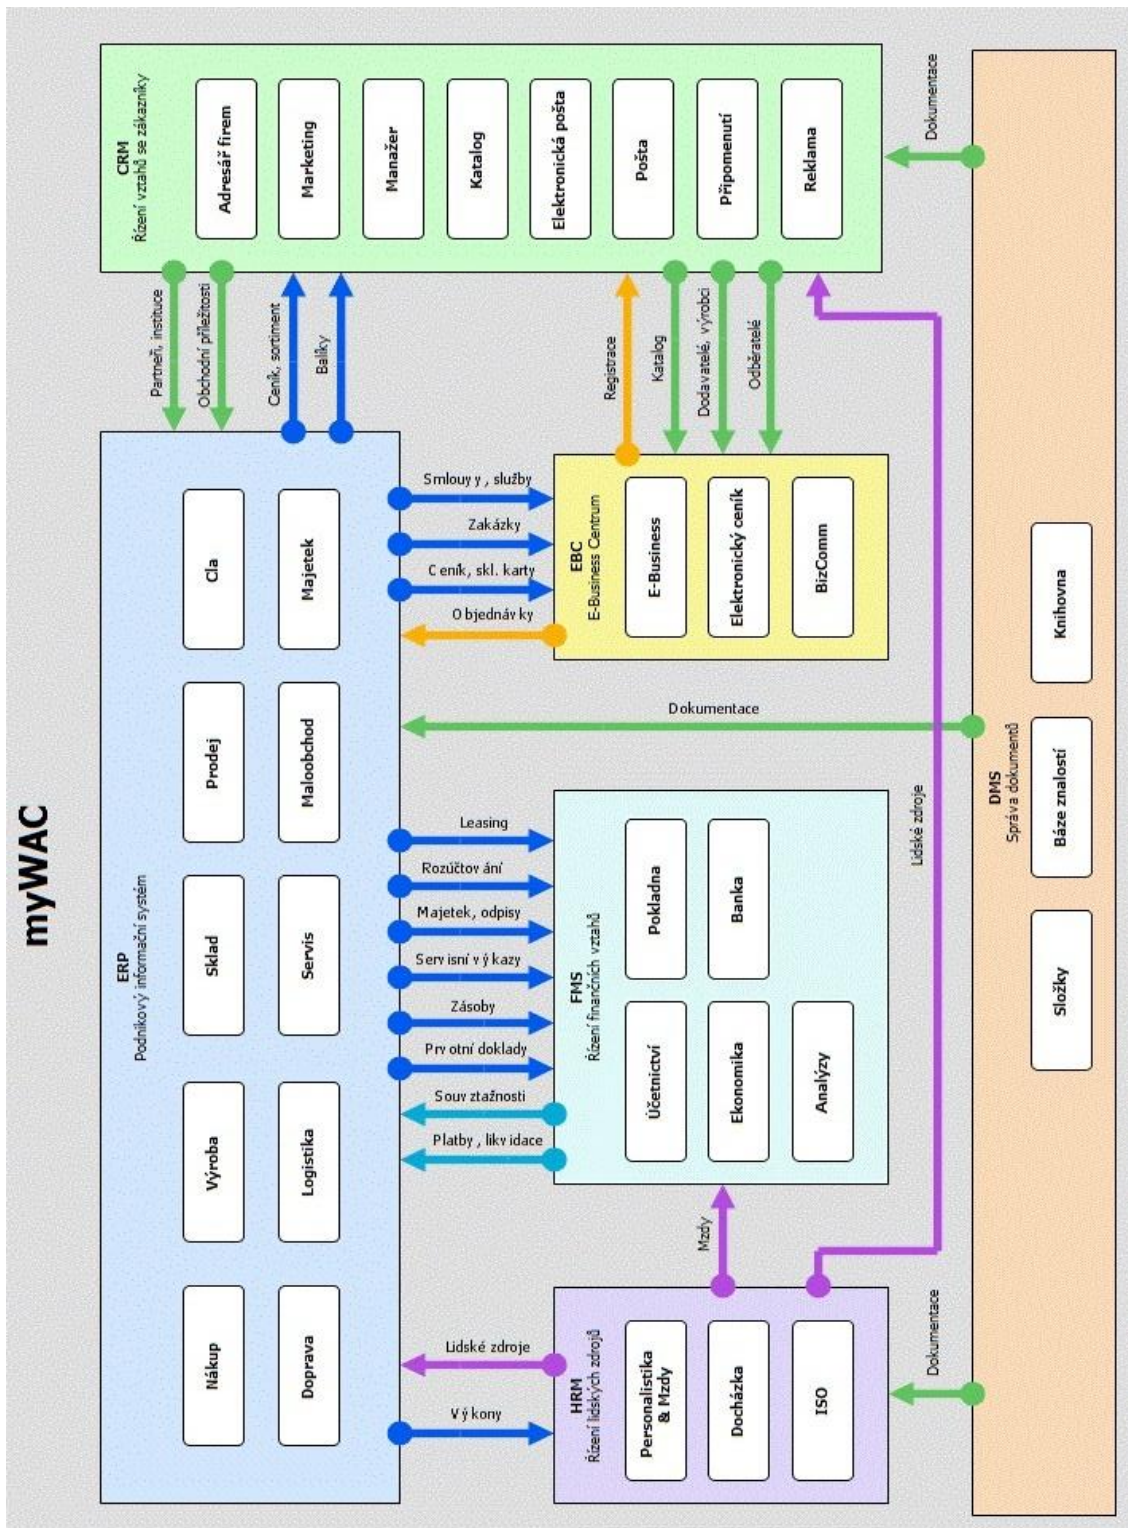 myWAC
ERP
Podnikový informační systém
Nákup
Výroba
Sklad
Prodej
Cla
Doprava
Logistika
Servis
Maloobchod
Majetek
Partneři, instituce
Obchodní příležitosti
Ceník, sortiment
Balíky
CRM
Řízení vztahů se zákazníky
Adresář firem
Marketing
Manažer
Katalog
Elektronická pošta
Pošta
Připomenutí
Reklama
Výkony
Lidské zdroje
Platby, likvidace
Souvztažnosti
Prvotní doklady
Zásoby
Servisní výkazy
Majetek, odpisy
Rozúčtování
Leasing
Dokumentace
Objednávky
Ceník, skl. karty
Zakázky
Smlouvy, služby
Registrace
Katalog
Dodavatelé, výrobci
Odběratelé
HRM
Řízení lidských zdrojů
Personalistika
& Mzdy
Docházka
ISO
Mzdy
FMS
Řízení finančních vztahů
Účetnictví
Pokladna
Ekonomika
Banka
Analýzy
EBC
E-Business Centrum
E-Business
Elektronický ceník
BizComm
Lidské zdroje
Dokumentace
Dokumentace
DMS
Správa dokumentů
Složky
Báze znalostí
Knihovna